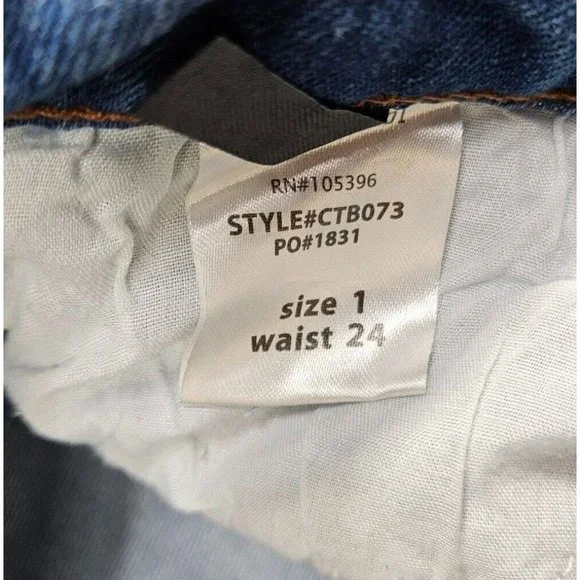 RN#105396
STYLE#CTB073
PO#1831
size 1
waist 24